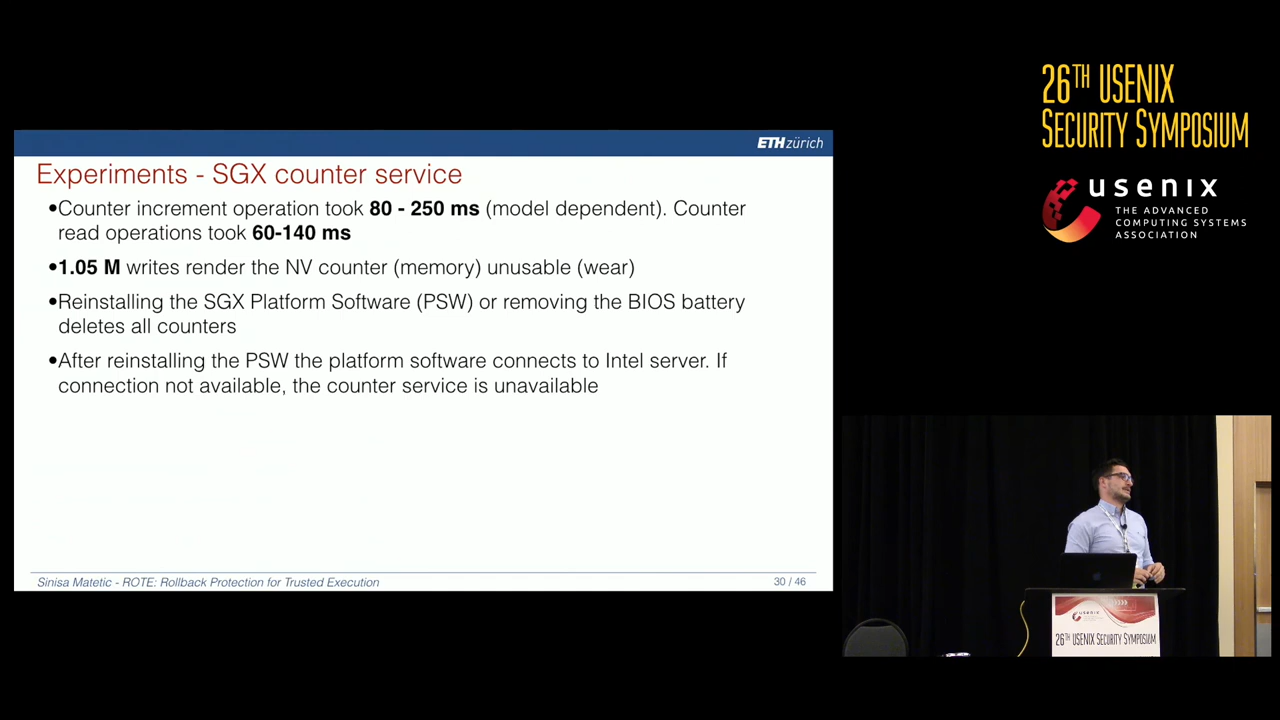 26TH USENIX
SECURITY SYMPOSIUM
usenix
THE ADVANCED
COMPUTING SYSTEMS
ASSOCIATION
ETH zürich
Experiments - SGX counter service
•Counter increment operation took 80 - 250 ms (model dependent). Counter
read operations took 60-140 ms
•1.05 M writes render the NV counter (memory) unusable (wear)
•Reinstalling the SGX Platform Software (PSW) or removing the BIOS battery
deletes all counters
•After reinstalling the PSW the platform software connects to Intel server. If
connection not available, the counter service is unavailable
Sinisa Matetic - ROTE: Rollback Protection for Trusted Execution
30 / 46
usenix
26TH USENIX SECURITY SYMPOSIUM